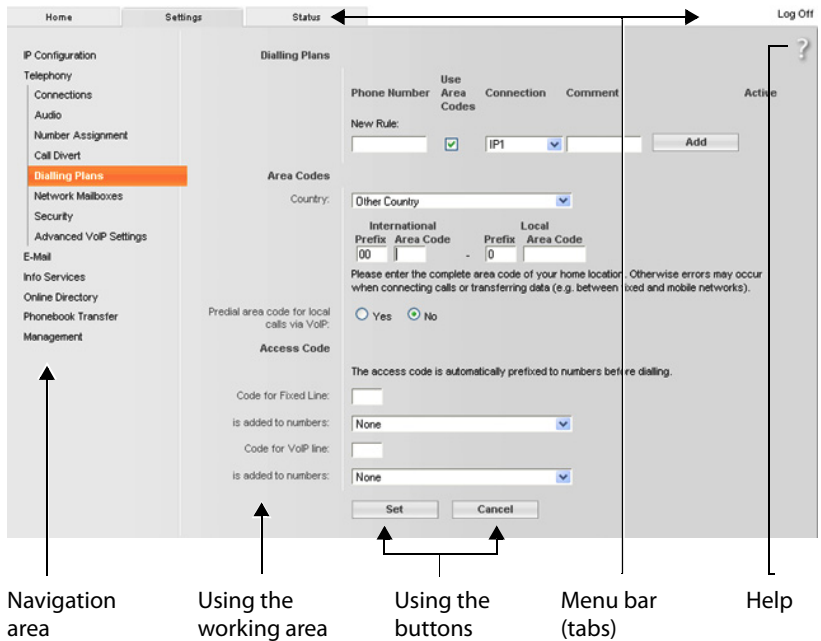 Home Settings Status Log Off
IP Configuration
Telephony
Connections
Audio
Number Assignment
Call Divert
Dialling Plans
Network Mailboxes
Security
Advanced VoIP Settings
E-Mail
Info Services
Online Directory
Phonebook Transfer
Management
Dialling Plans
?
Phone Number Use Area Codes Connection Comment Active
New Rule:
IP1 Add
Area Codes
Country: Other Country
International Local
Prefix Area Code Prefix Area Code
00 - 0
Please enter the complete area code of your home location. Otherwise errors may occur
when connecting calls or transferring data (e.g. between fixed and mobile networks).
Predial area code for local
calls via VoIP: Yes No
Access Code
The access code is automatically prefixed to numbers before dialling.
Code for Fixed Line:
is added to numbers: None
Code for VoIP line:
is added to numbers: None
Set Cancel
Navigation
area
Using the
working area
Using the
buttons
Menu bar
(tabs)
Help